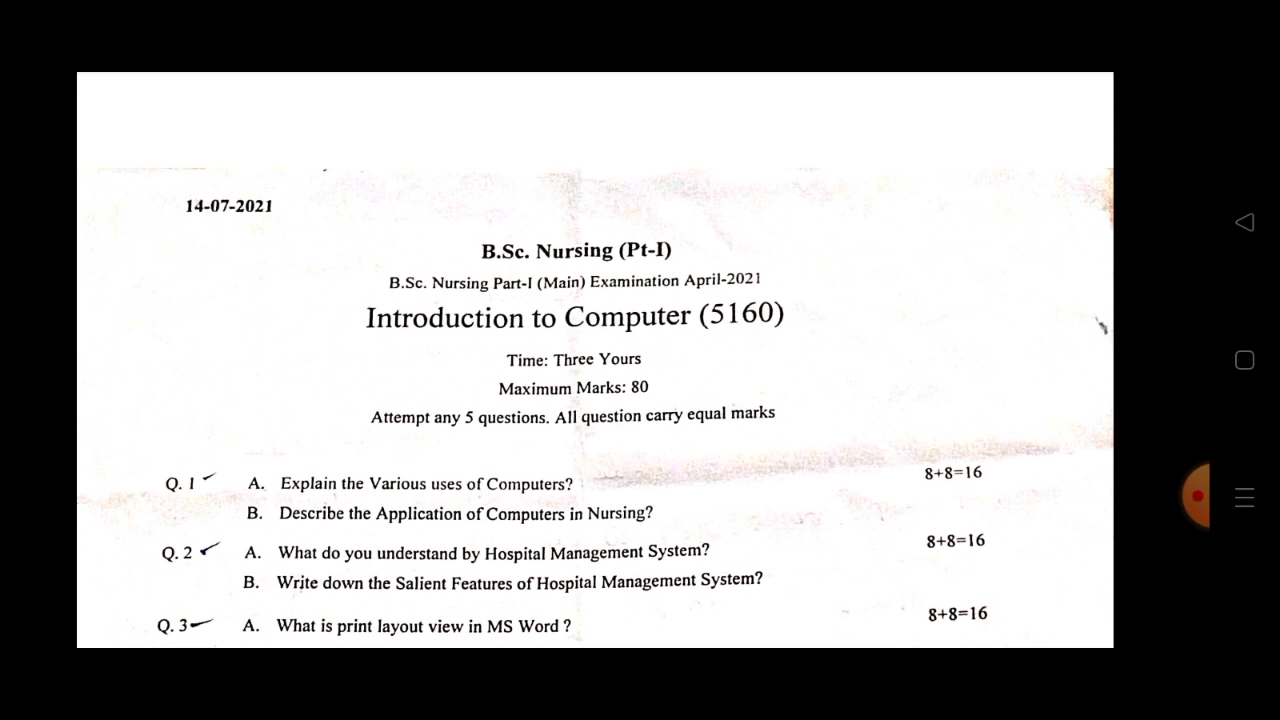 14-07-2021
B.Sc. Nursing (Pt-I)
B.Sc. Nursing Part-I (Main) Examination April-2021
Introduction to Computer (5160)
Time: Three Yours
Maximum Marks: 80
Attempt any 5 questions. All question carry equal marks
Q. 1 A. Explain the Various uses of Computers? 8+8=16
B. Describe the Application of Computers in Nursing?
Q. 2 A. What do you understand by Hospital Management System? 8+8=16
B. Write down the Salient Features of Hospital Management System?
Q. 3 A. What is print layout view in MS Word ? 8+8=16